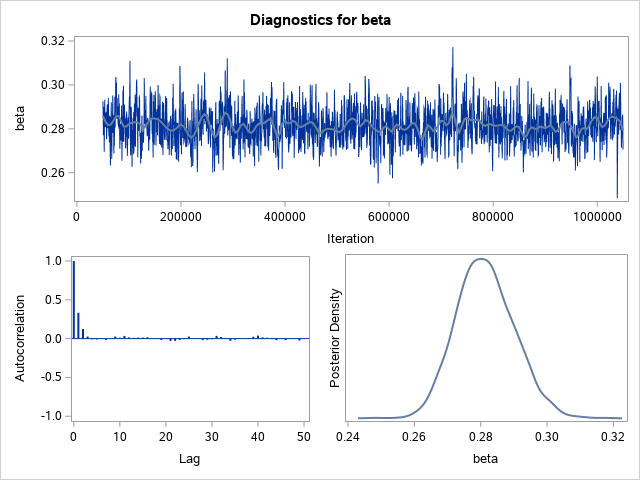 Diagnostics for beta
beta
0.32
0.30
0.28
0.26
0 200000 400000 600000 800000 1000000
Iteration
Autocorrelation
1.0
0.5
0.0
-0.5
-1.0
0 10 20 30 40 50
Lag
Posterior Density
0.24 0.26 0.28 0.30 0.32
beta